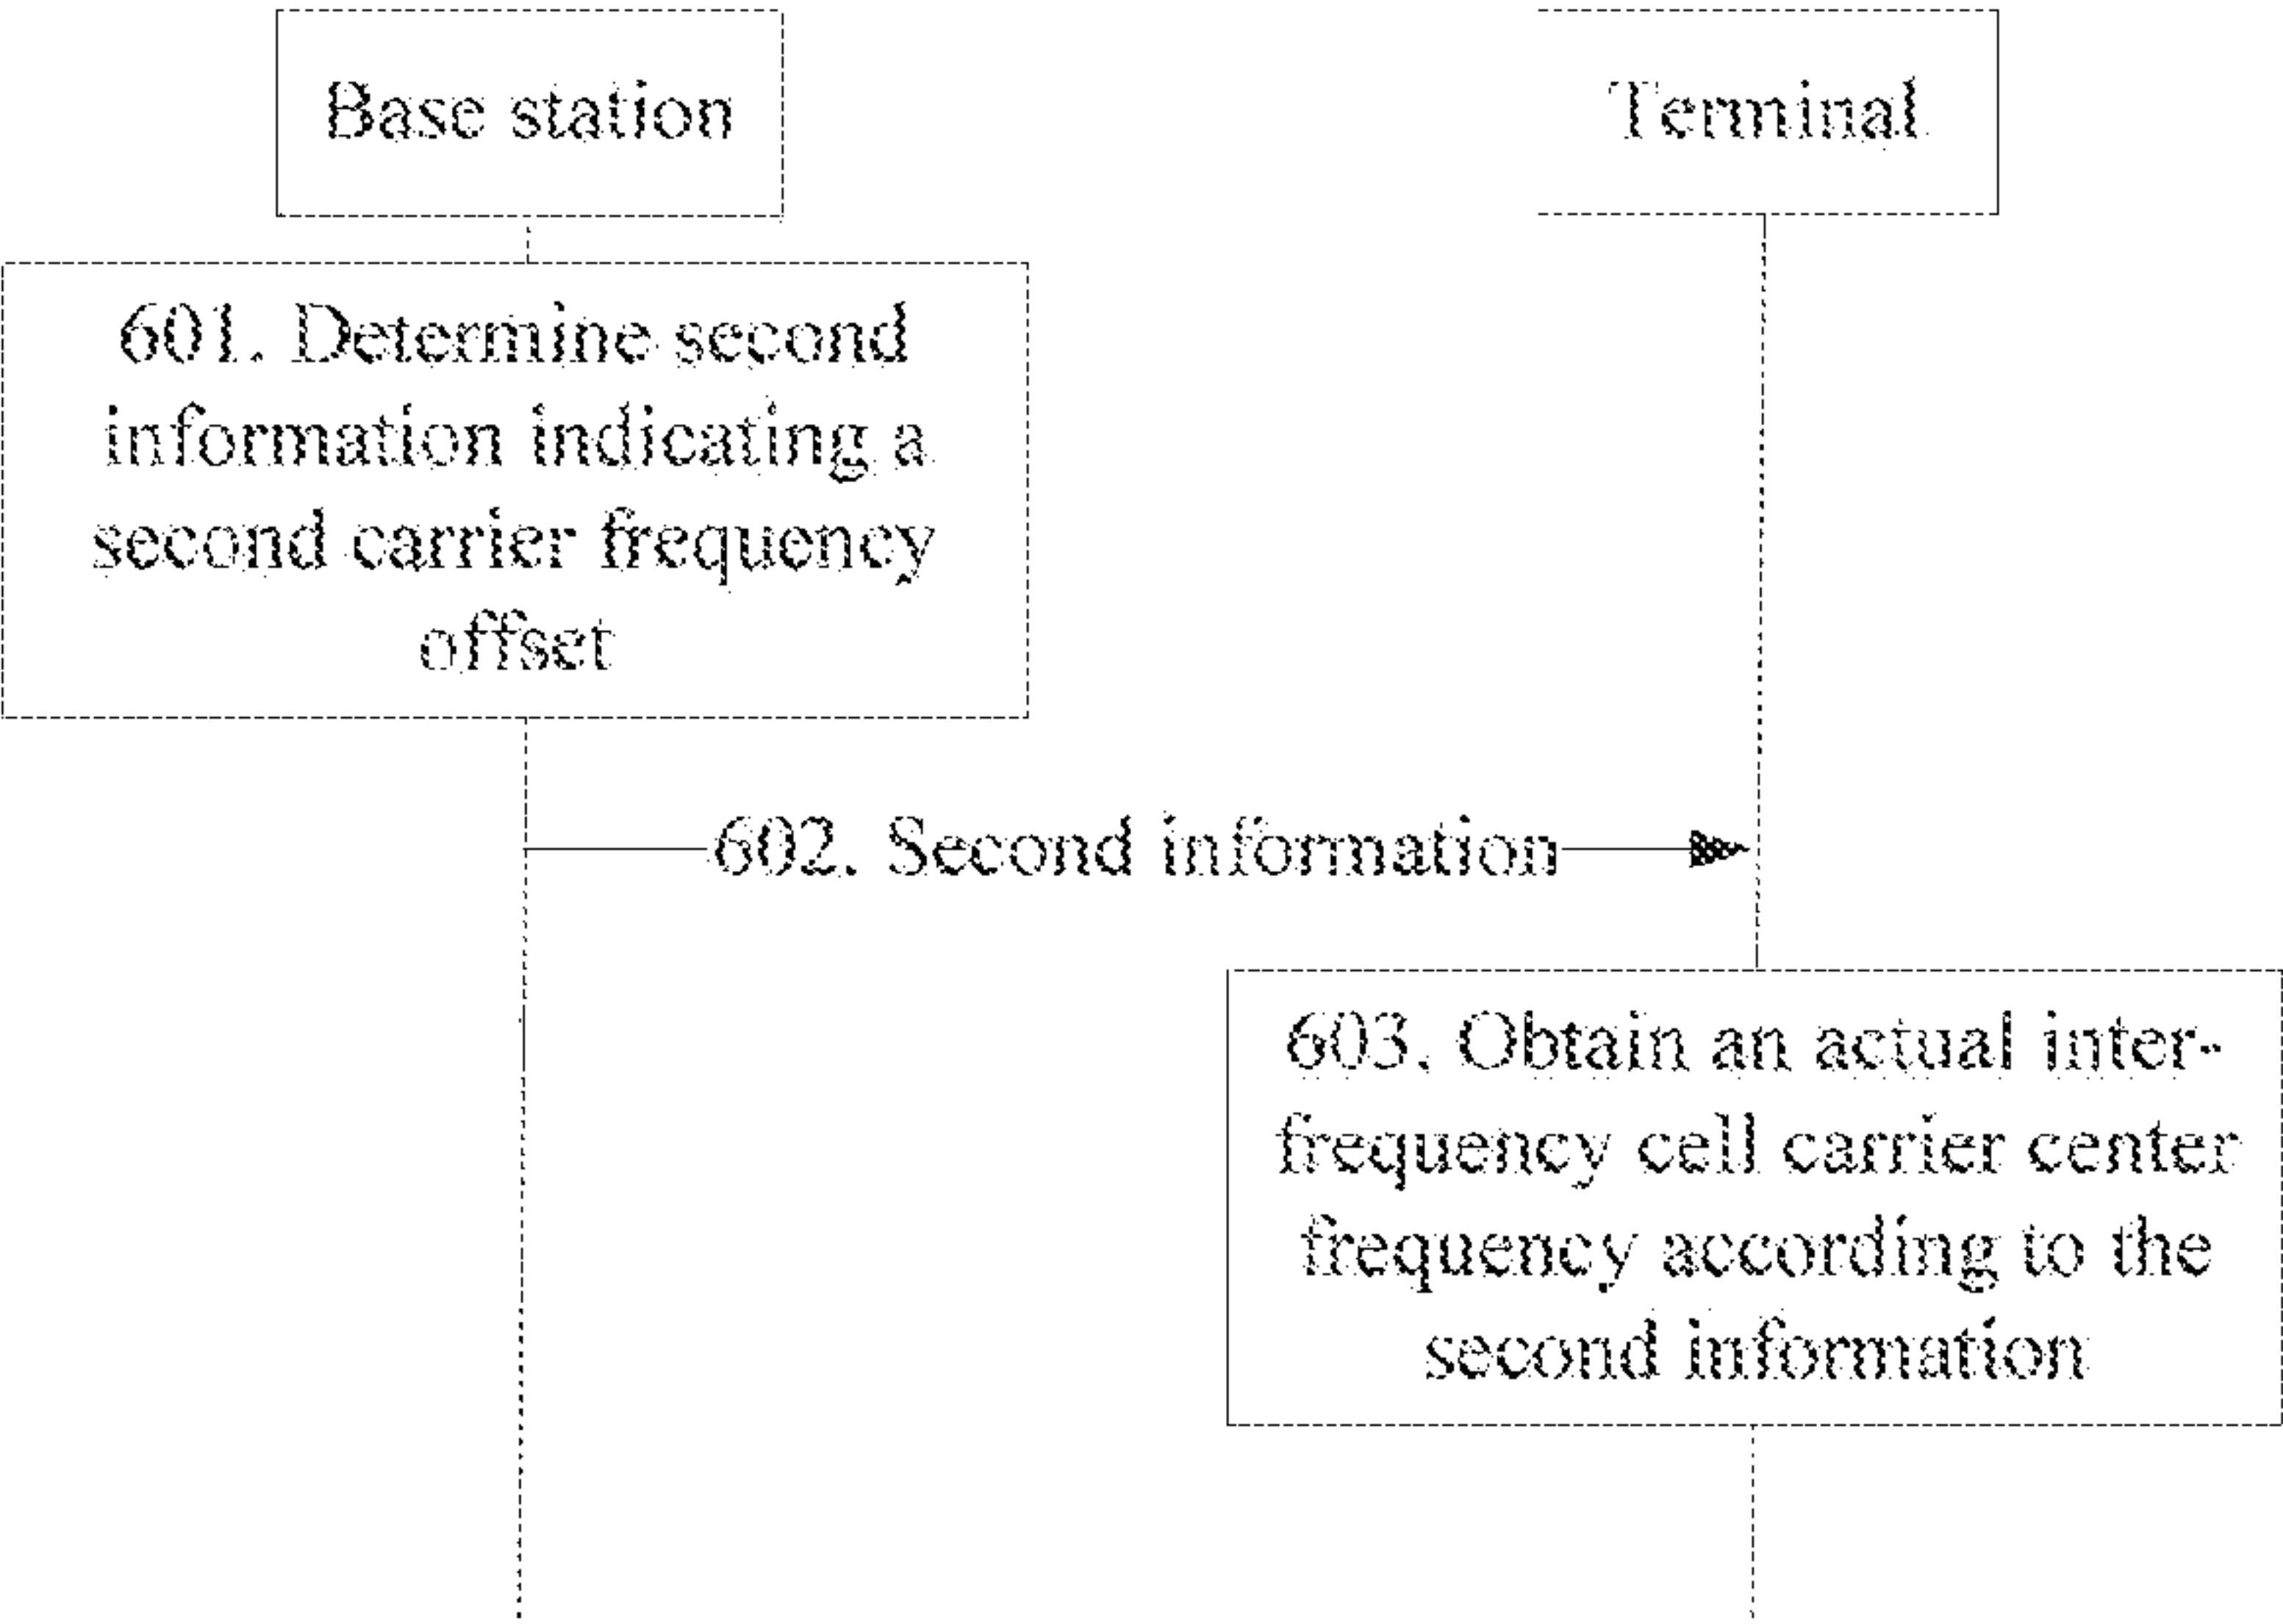 Base station
Terminal
601. Determine second
information indicating a
second carrier frequency
offset
602. Second information
603. Obtain an actual inter-
frequency cell carrier center
frequency according to the
second information